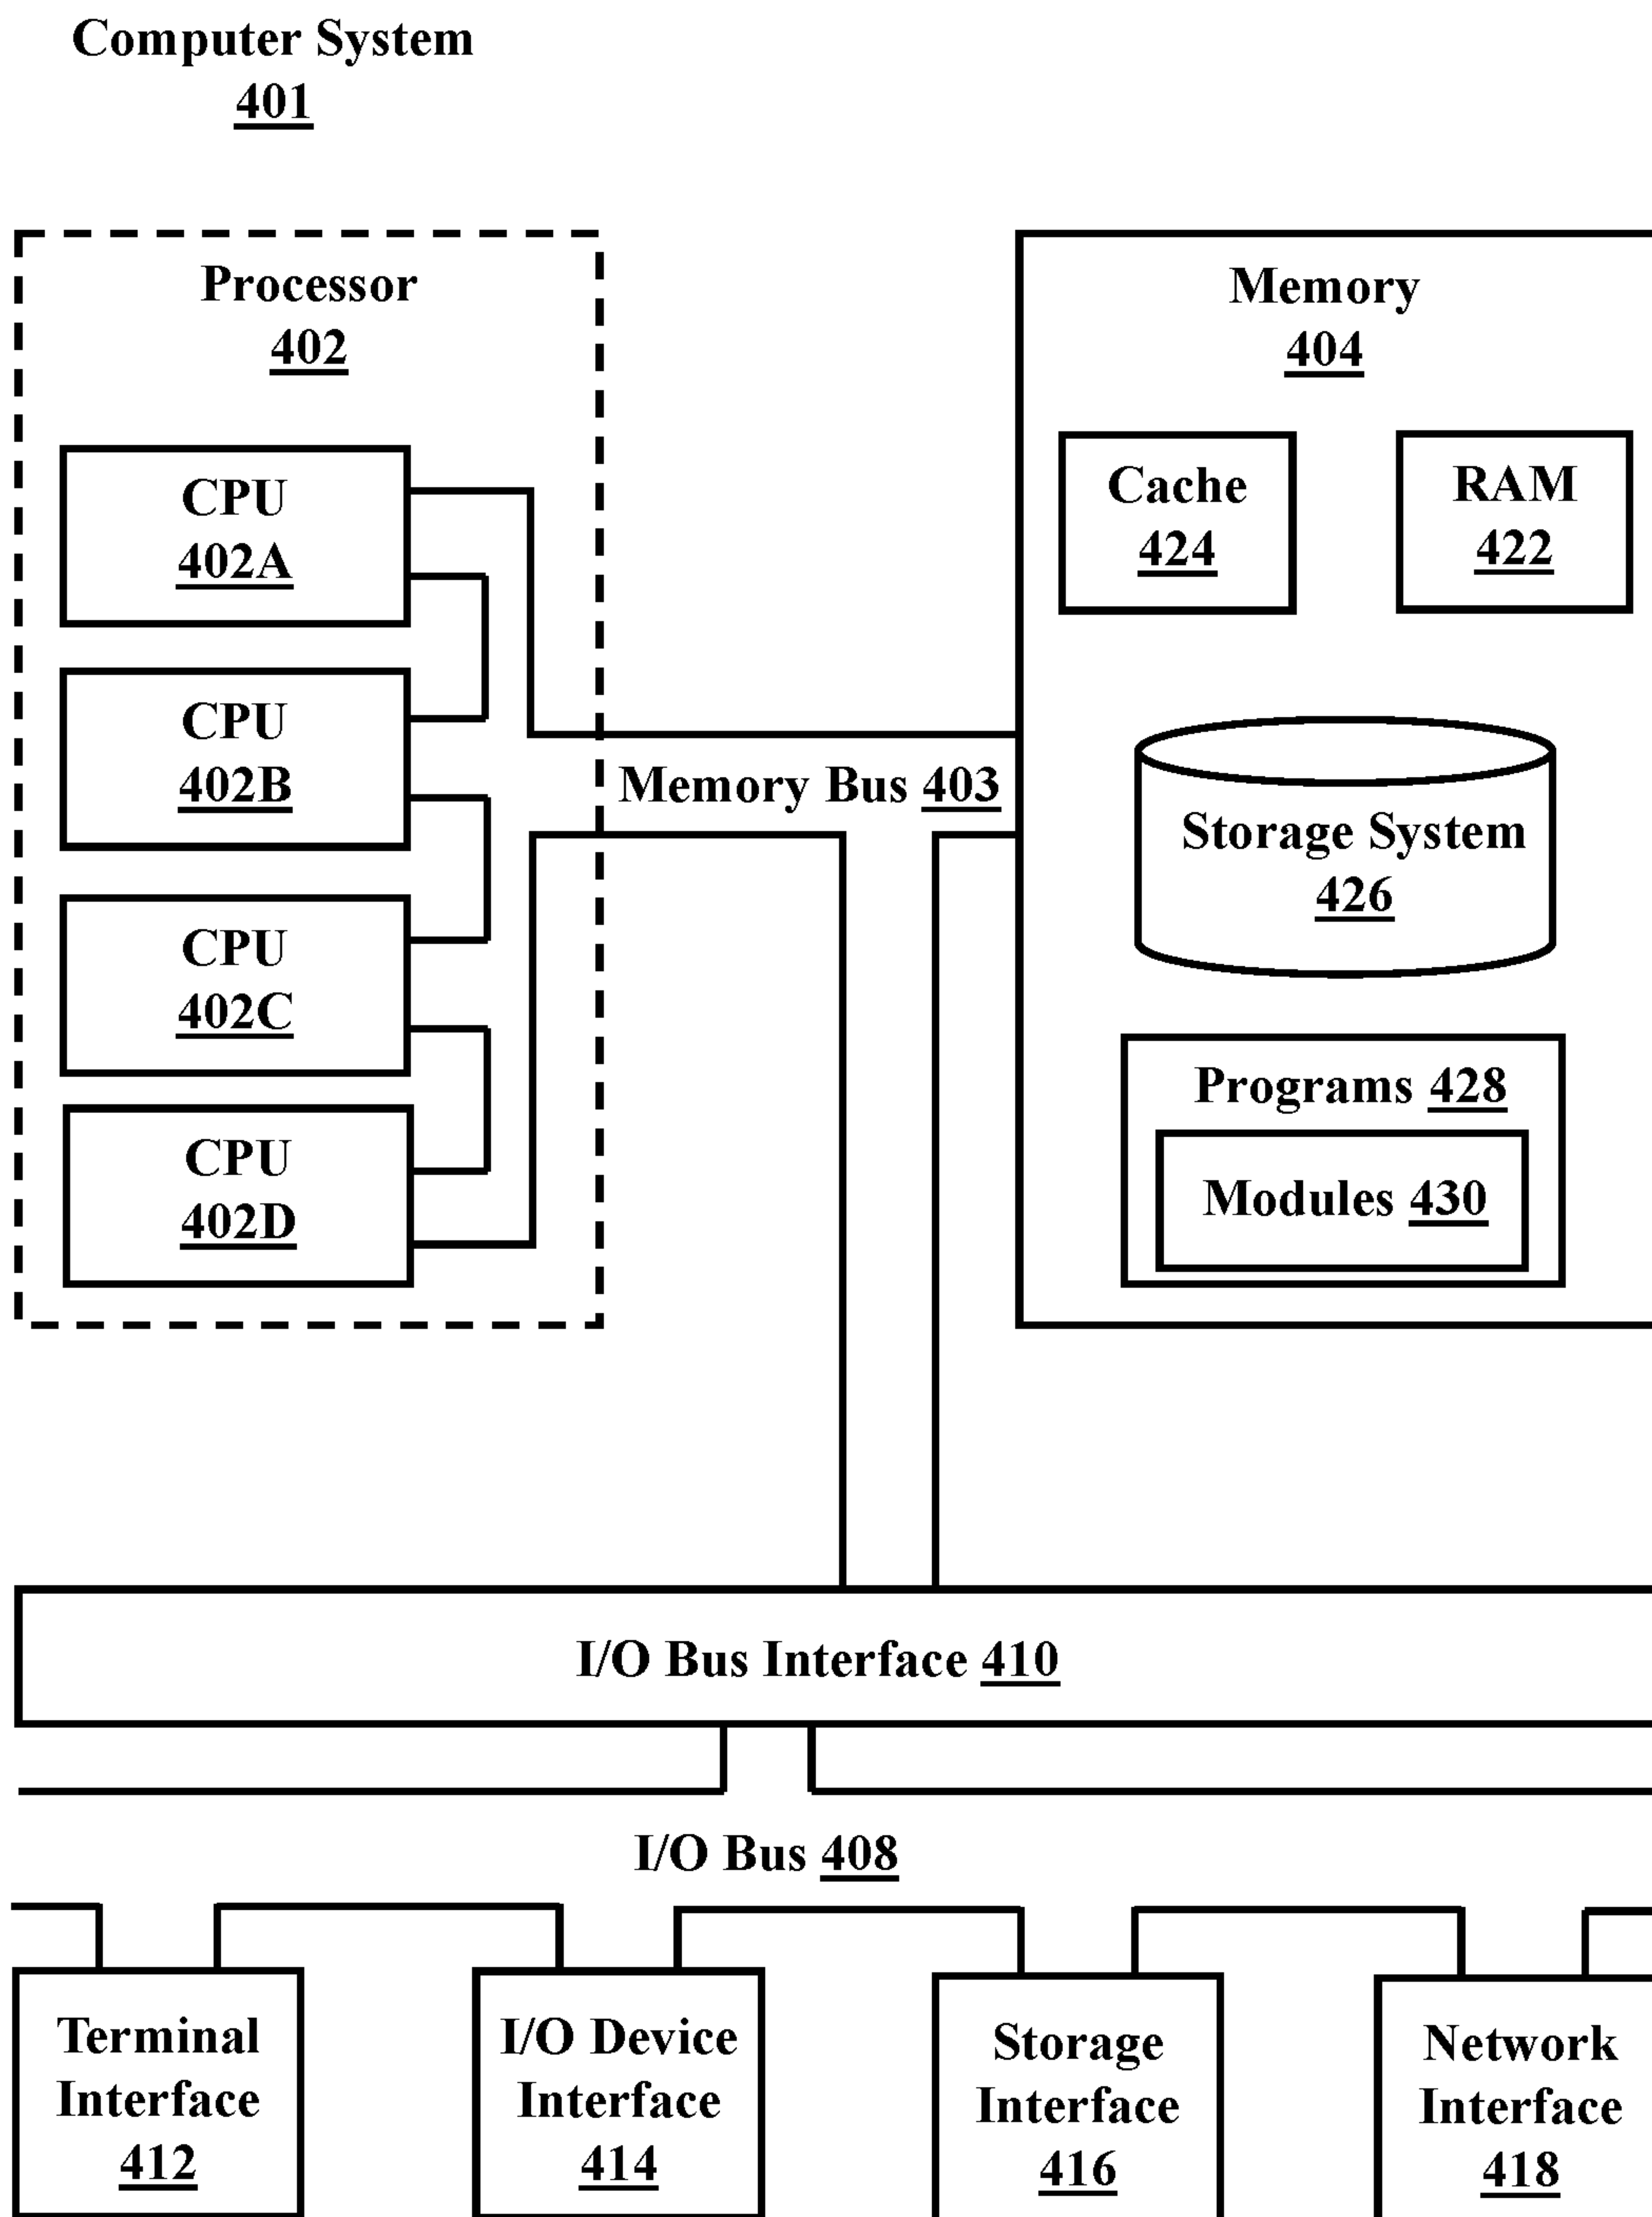 Computer System
401
Processor
402
CPU
402A
CPU
402B
CPU
402C
CPU
402D
Memory Bus 403
Memory
404
Cache
424
RAM
422
Storage System
426
Programs 428
Modules 430
I/O Bus Interface 410
I/O Bus 408
Terminal
Interface
412
I/O Device
Interface
414
Storage
Interface
416
Network
Interface
418